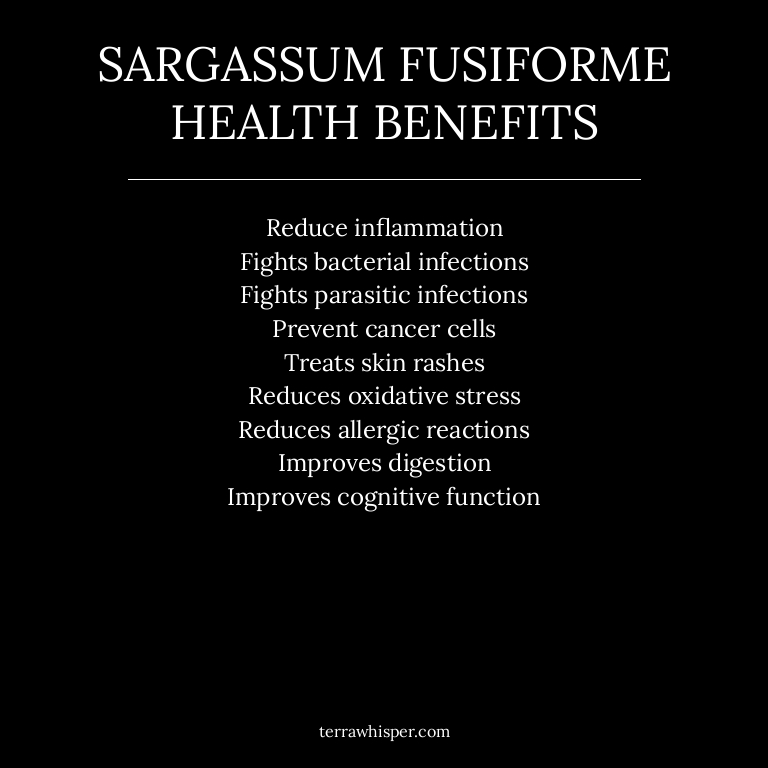 SARGASSUM FUSIFORME
HEALTH BENEFITS
Reduce inflammation
Fights bacterial infections
Fights parasitic infections
Prevent cancer cells
Treats skin rashes
Reduces oxidative stress
Reduces allergic reactions
Improves digestion
Improves cognitive function
terrawhisper.com